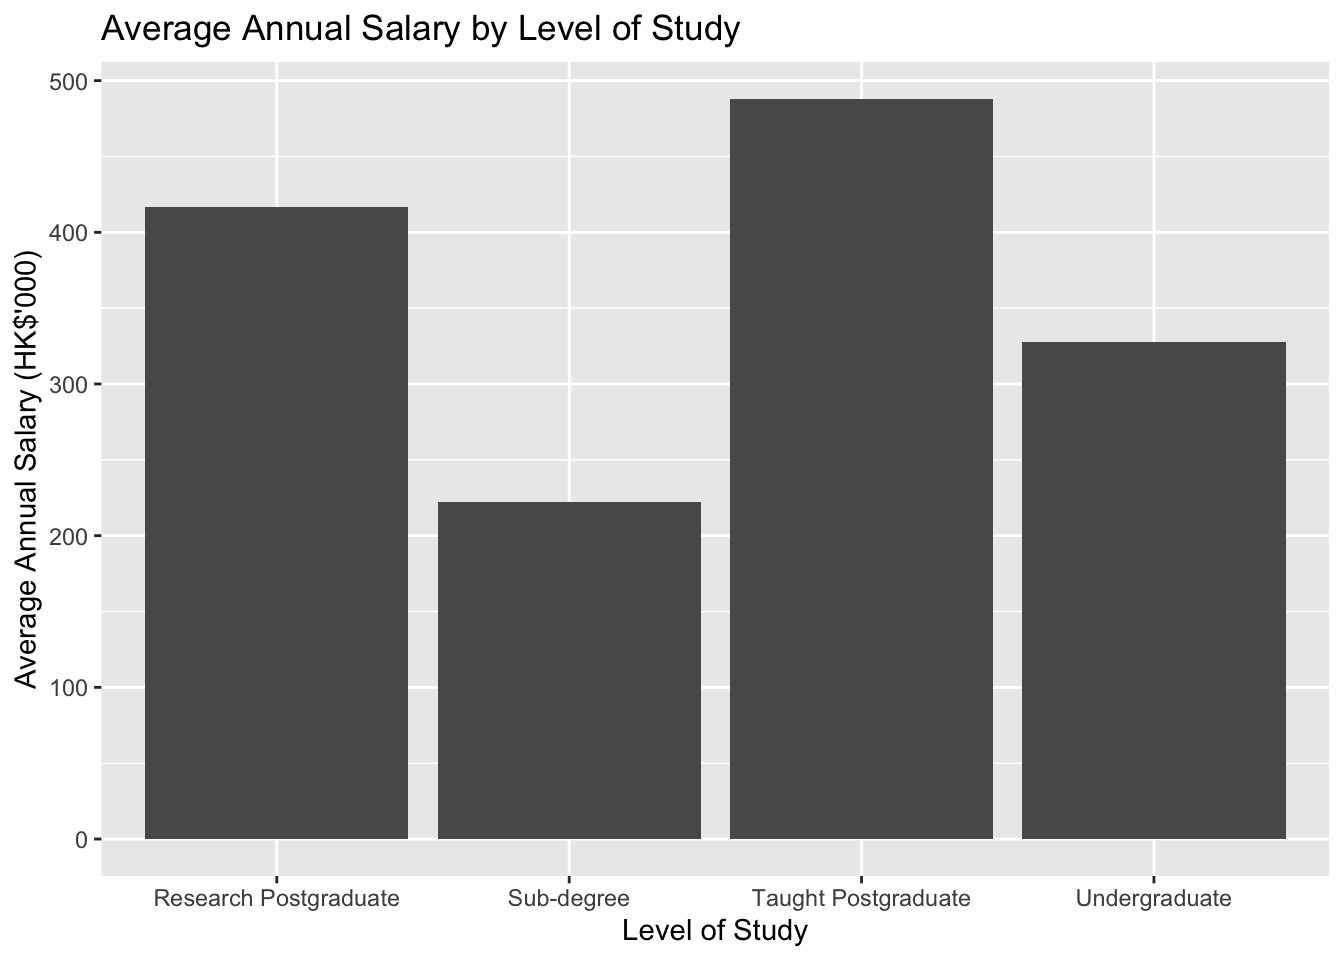 Average Annual Salary by Level of Study
Average Annual Salary (HK$'000)
500
400
300
200
100
0
Research Postgraduate
Sub-degree
Taught Postgraduate
Undergraduate
Level of Study